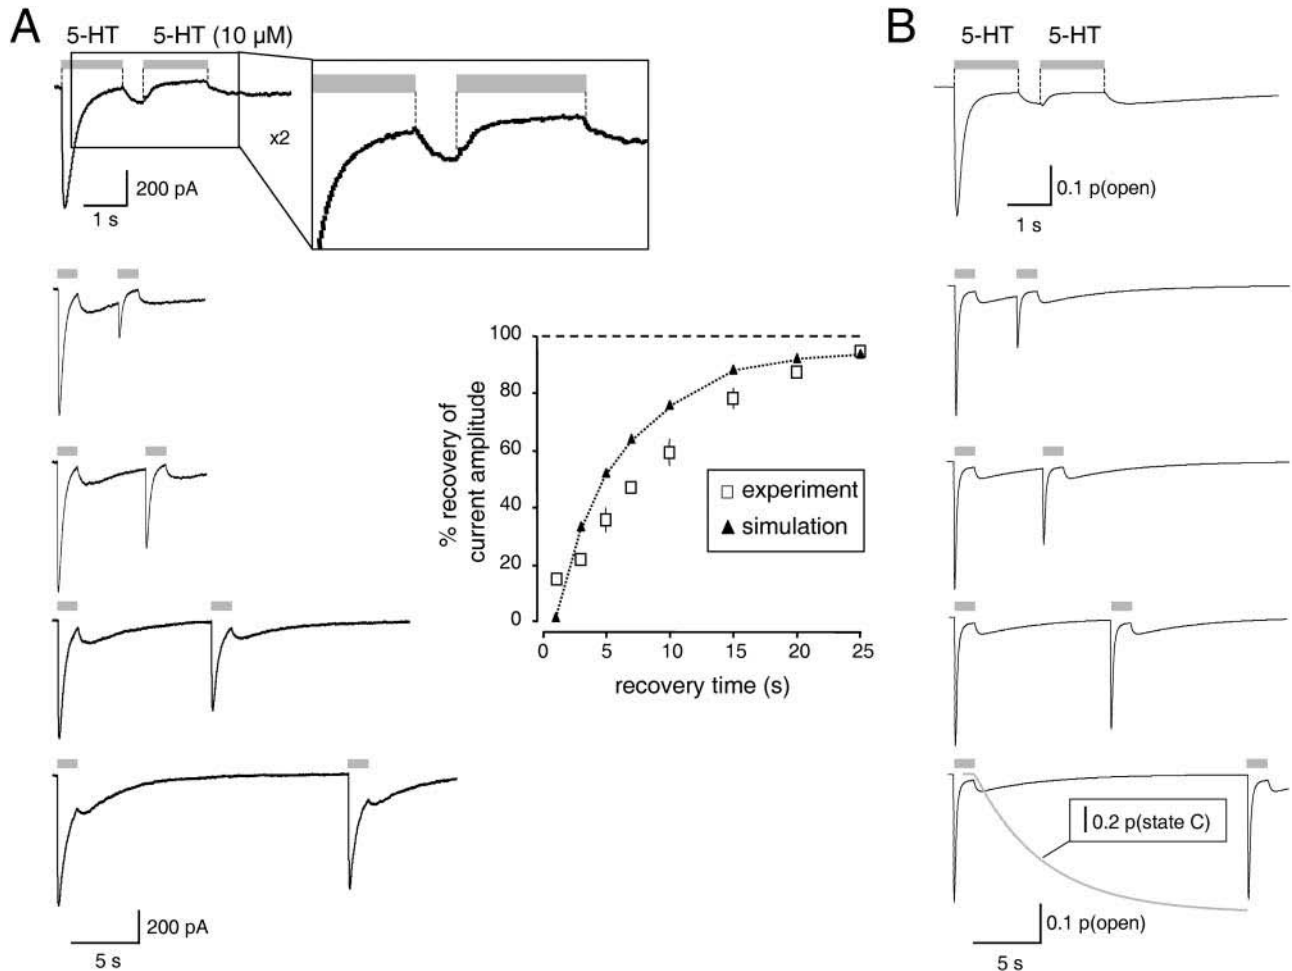 A
5-HT 5-HT (10 µM)
x2
200 pA
1 s
B
5-HT 5-HT
0.1 p(open)
1 s
% recovery of
current amplitude
100
80
60
40
20
0
0 5 10 15 20 25
recovery time (s)
experiment
simulation
200 pA
5 s
0.2 p(state C)
0.1 p(open)
5 s